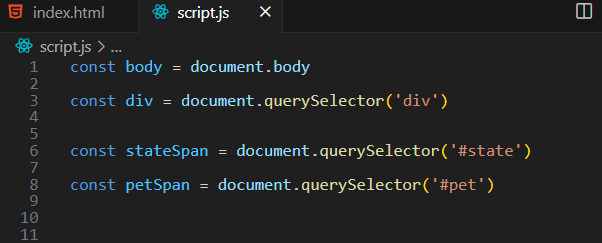 index.html script.js
script.js > ...
1 const body = document.body
2
3 const div = document.querySelector('div')
4
5
6 const stateSpan = document.querySelector('#state')
7
8 const petSpan = document.querySelector('#pet')
9
10
11